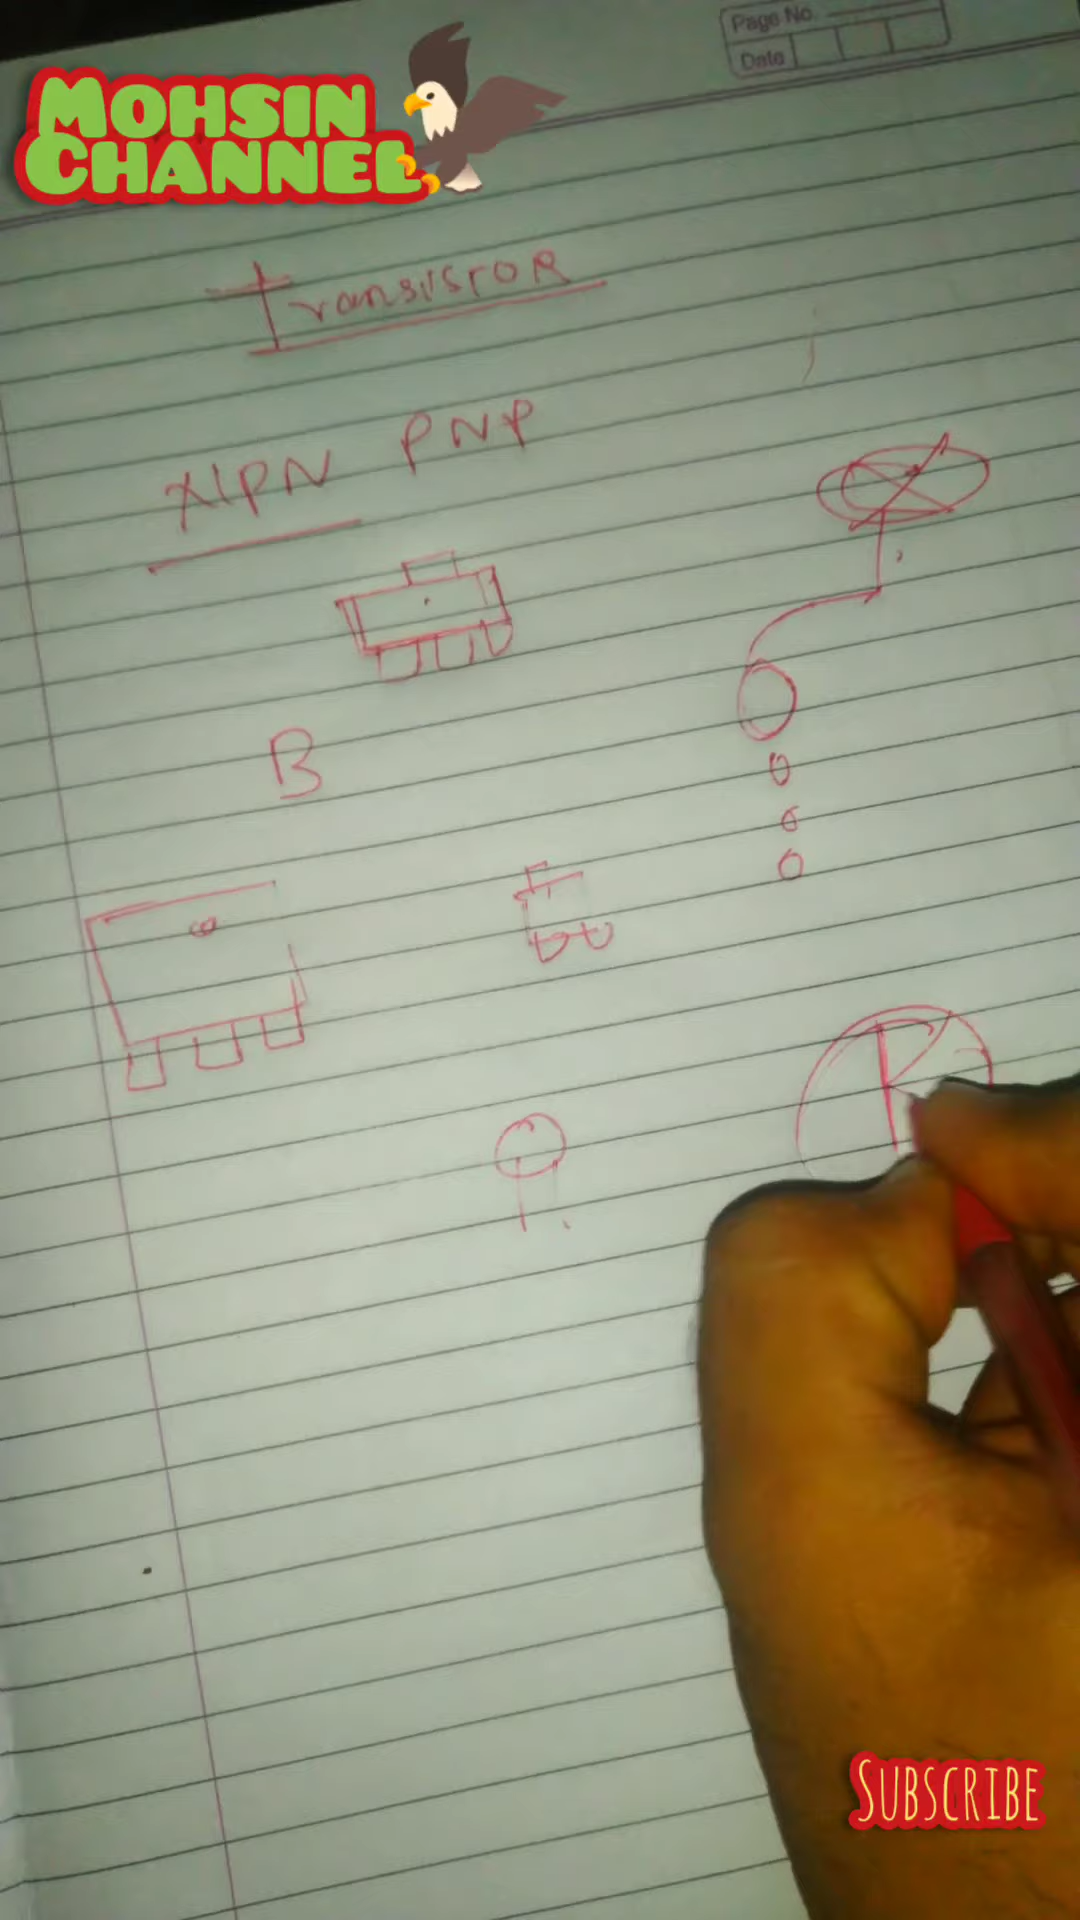 Page No.
Date
MOHSIN
CHANNEL
TransisTOR
NPN PNP
B
R
SUBSCRIBE